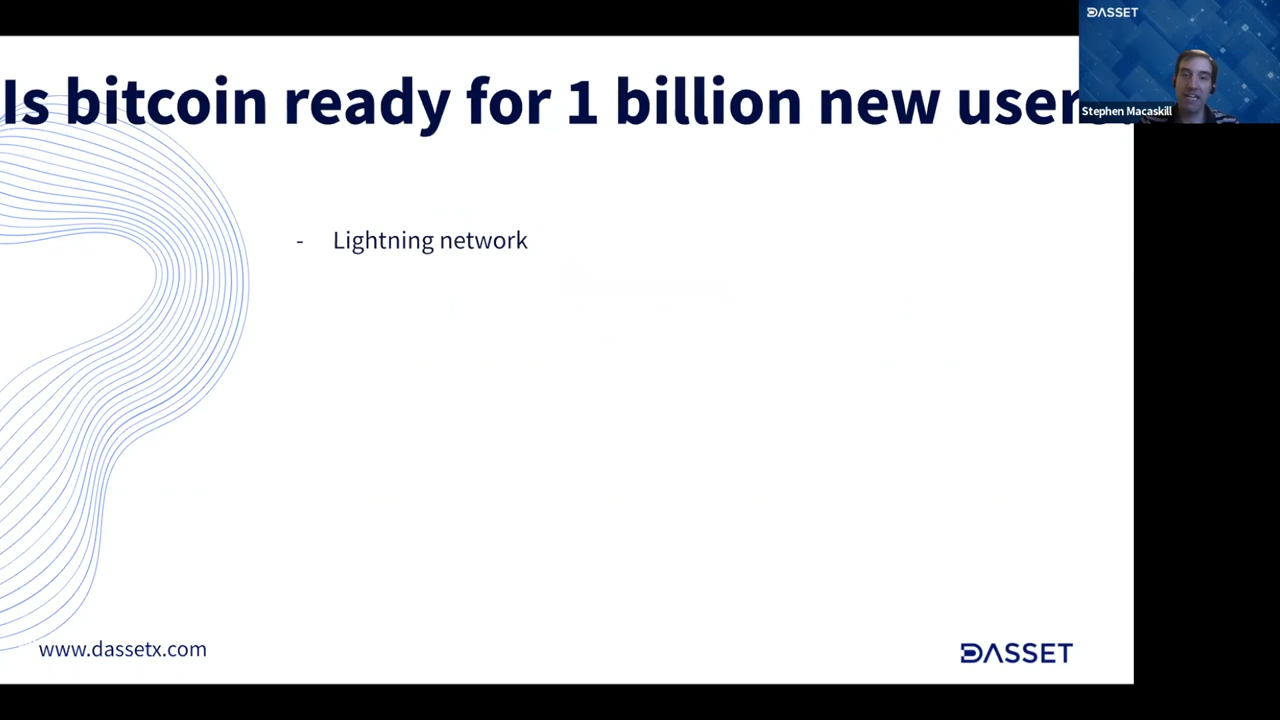 Is bitcoin ready for 1 billion new user
DASSET
Stephen Macaskill
- Lightning network
www.dassetx.com
DASSET